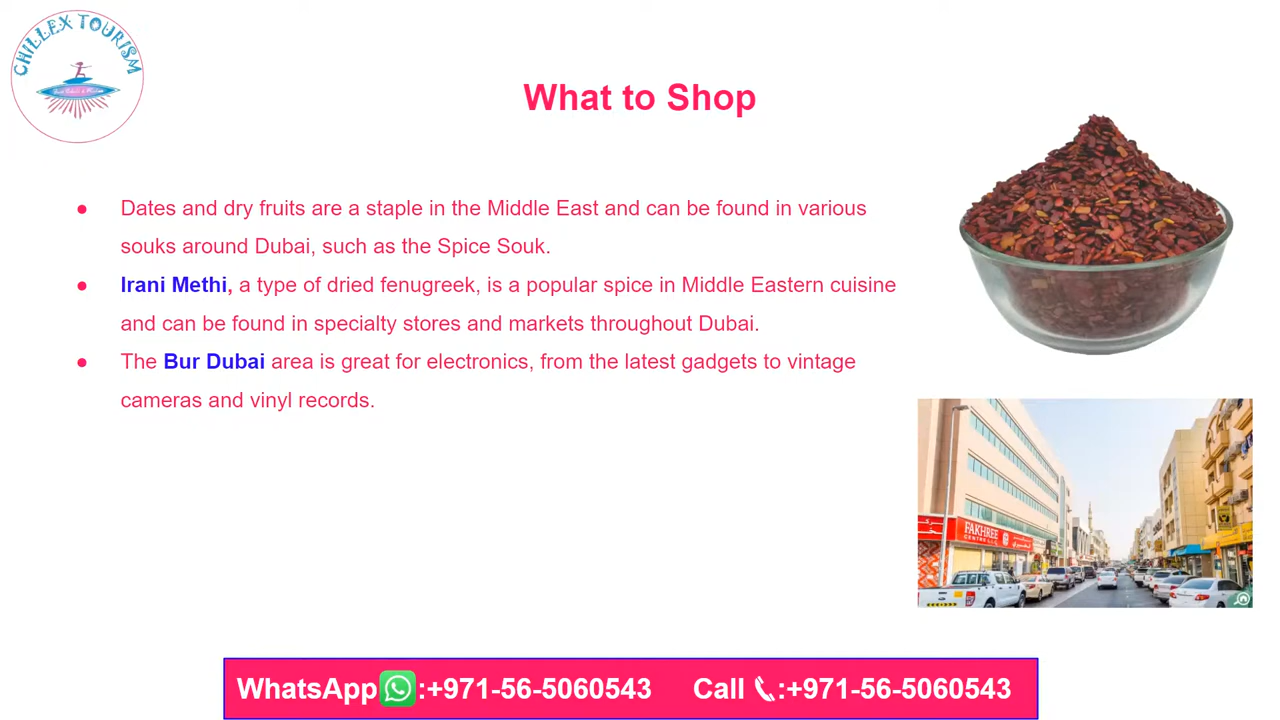 CHILLEX TOURISM
What to Shop
● Dates and dry fruits are a staple in the Middle East and can be found in various
souks around Dubai, such as the Spice Souk.
● Irani Methi, a type of dried fenugreek, is a popular spice in Middle Eastern cuisine
and can be found in specialty stores and markets throughout Dubai.
● The Bur Dubai area is great for electronics, from the latest gadgets to vintage
cameras and vinyl records.
FAKHREE
CENTRE L.L.C.
WhatsApp :+971-56-5060543 Call :+971-56-5060543